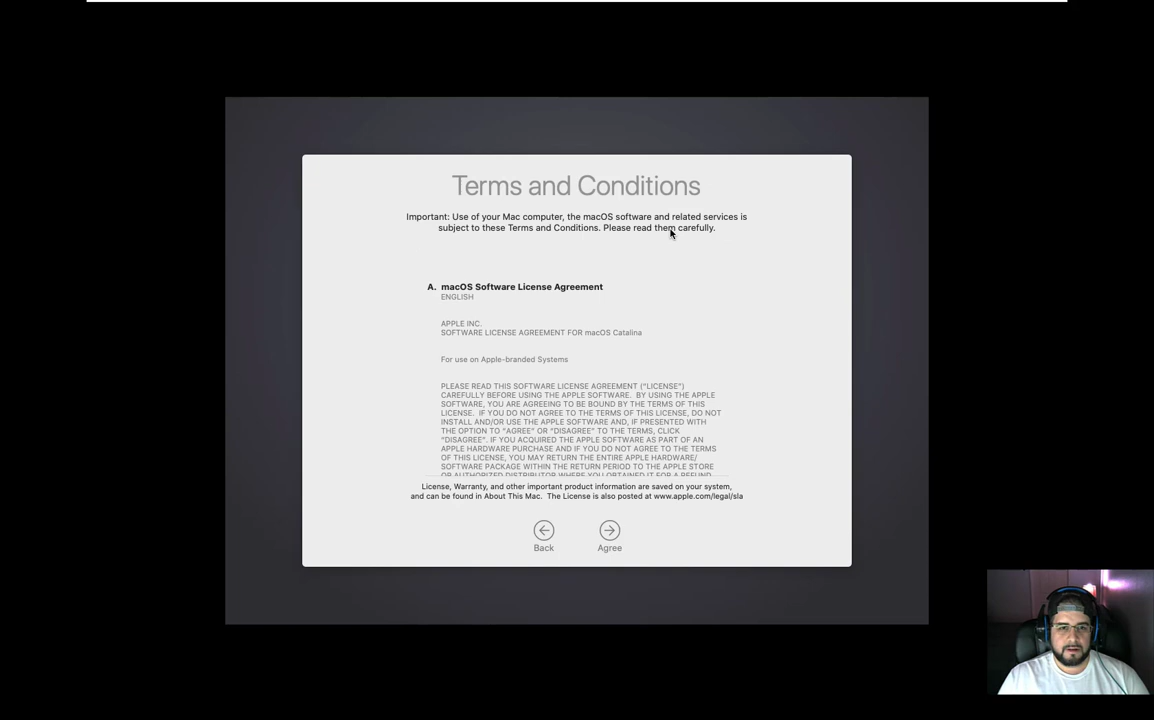 Terms and Conditions
Important: Use of your Mac computer, the macOS software and related services is
subject to these Terms and Conditions. Please read them carefully.
A. macOS Software License Agreement
ENGLISH
APPLE INC.
SOFTWARE LICENSE AGREEMENT FOR macOS Catalina
For use on Apple-branded Systems
PLEASE READ THIS SOFTWARE LICENSE AGREEMENT (“LICENSE”)
CAREFULLY BEFORE USING THE APPLE SOFTWARE. BY USING THE APPLE
SOFTWARE, YOU ARE AGREEING TO BE BOUND BY THE TERMS OF THIS
LICENSE. IF YOU DO NOT AGREE TO THE TERMS OF THIS LICENSE, DO NOT
INSTALL AND/OR USE THE APPLE SOFTWARE AND, IF PRESENTED WITH
THE OPTION TO “AGREE” OR “DISAGREE” TO THE TERMS, CLICK
“DISAGREE”. IF YOU ACQUIRED THE APPLE SOFTWARE AS PART OF AN
APPLE HARDWARE PURCHASE AND IF YOU DO NOT AGREE TO THE TERMS
OF THIS LICENSE, YOU MAY RETURN THE ENTIRE APPLE HARDWARE/
SOFTWARE PACKAGE WITHIN THE RETURN PERIOD TO THE APPLE STORE
OR AUTHORIZED DISTRIBUTOR WHERE YOU OBTAINED IT FOR A REFUND
License, Warranty, and other important product information are saved on your system,
and can be found in About This Mac. The License is also posted at www.apple.com/legal/sla
Back
Agree